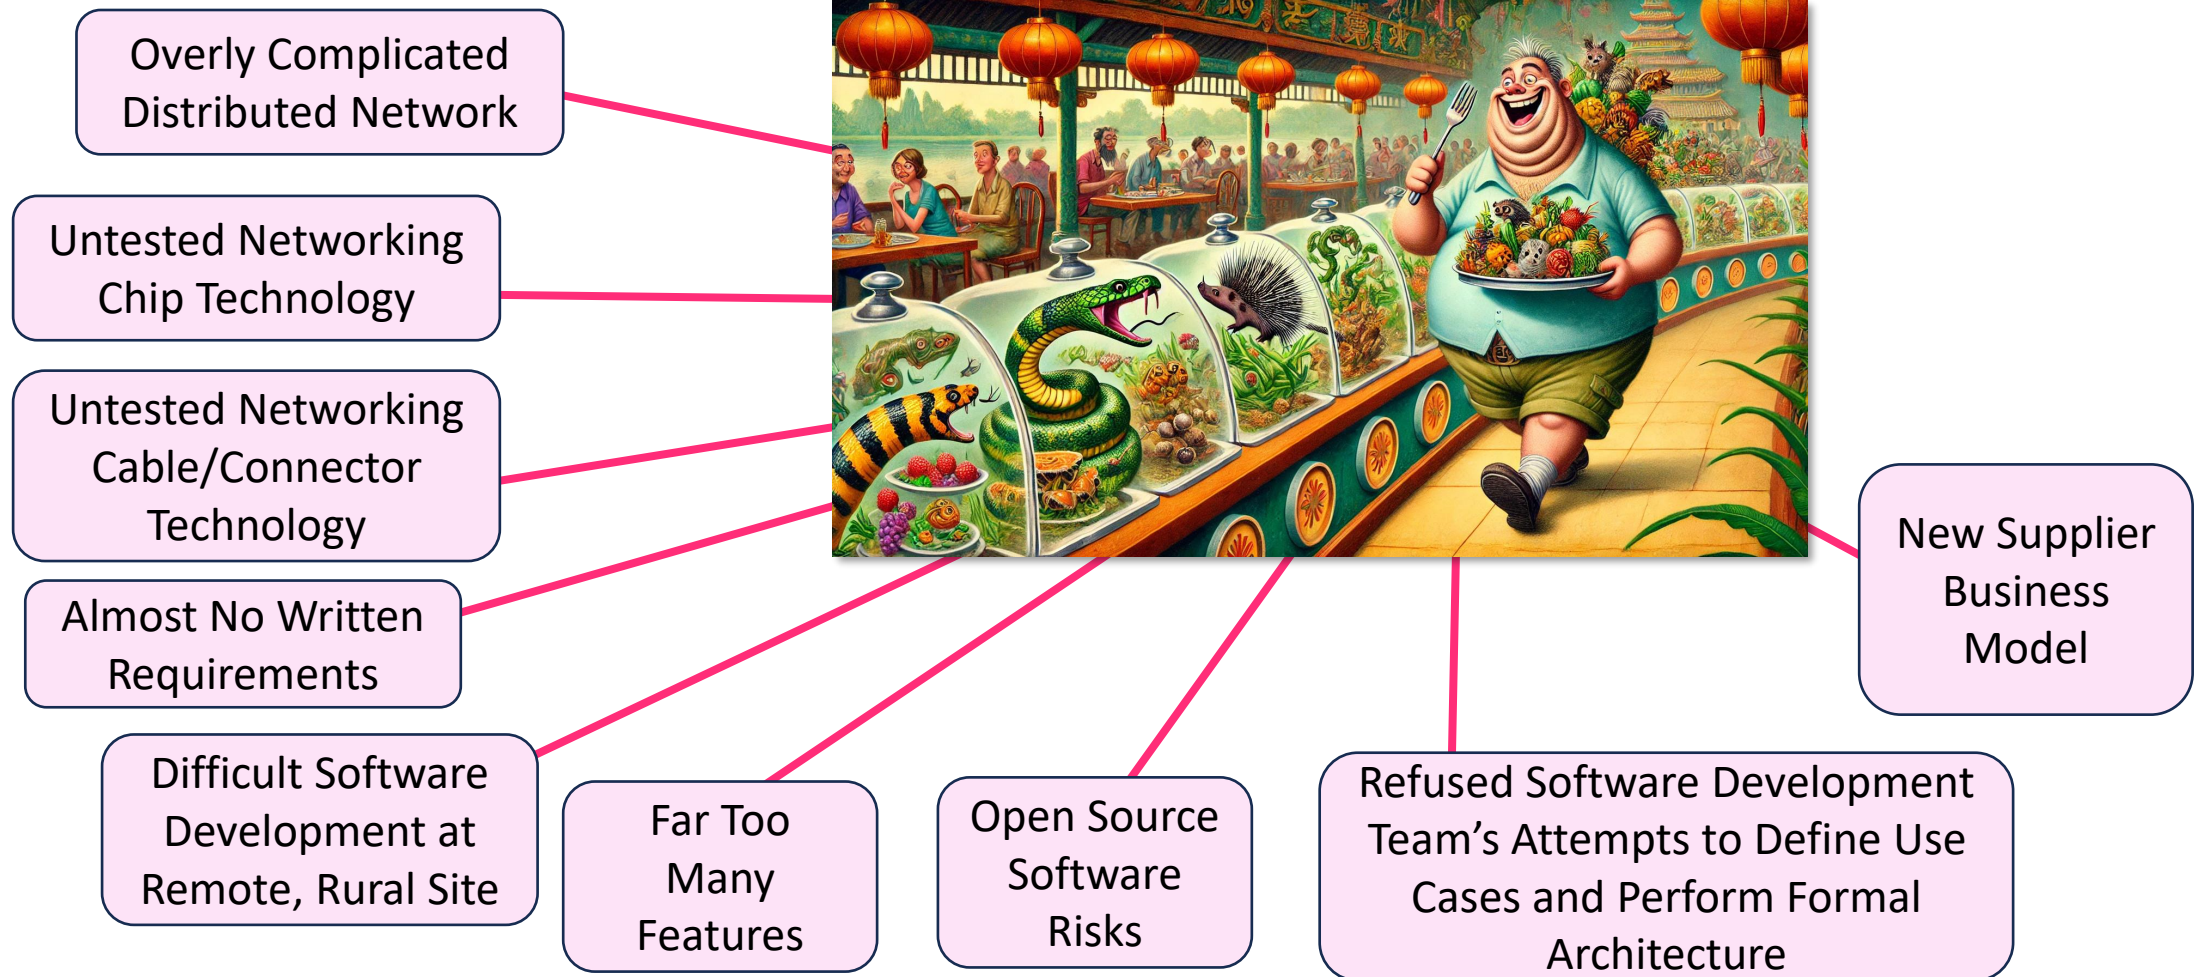 Overly Complicated
Distributed Network
Untested Networking
Chip Technology
Untested Networking
Cable/Connector
Technology
Almost No Written
Requirements
Difficult Software
Development at
Remote, Rural Site
Far Too
Many
Features
Open Source
Software
Risks
Refused Software Development
Team’s Attempts to Define Use
Cases and Perform Formal
Architecture
New Supplier
Business
Model